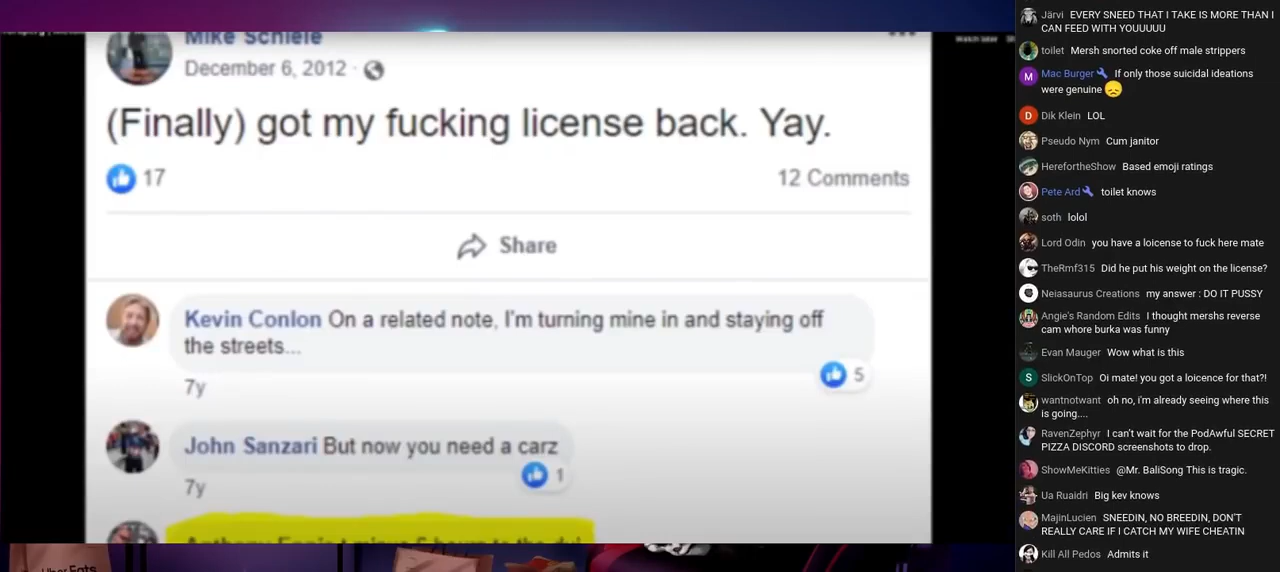 Mike Schiele
December 6, 2012 ·
(Finally) got my fucking license back. Yay.
17
12 Comments
Share
Kevin Conlon On a related note, I'm turning mine in and staying off
the streets...
5
7y
John Sanzari But now you need a carz
1
7y
Uber Eats
Järvi EVERY SNEED THAT I TAKE IS MORE THAN I
CAN FEED WITH YOUUUUU
toilet Mersh snorted coke off male strippers
M
Mac Burger If only those suicidal ideations
were genuine
D
Dik Klein LOL
Pseudo Nym Cum janitor
HerefortheShow Based emoji ratings
Pete Ard toilet knows
soth lolol
Lord Odin you have a loicense to fuck here mate
TheRmf315 Did he put his weight on the license?
Neiasaurus Creations my answer : DO IT PUSSY
Angie's Random Edits I thought mershs reverse
cam whore burka was funny
Evan Mauger Wow what is this
S
SlickOnTop Oi mate! you got a loicence for that?!
wantnotwant oh no, i'm already seeing where this
is going....
RavenZephyr I can't wait for the PodAwful SECRET
PIZZA DISCORD screenshots to drop.
ShowMeKitties @Mr. BaliSong This is tragic.
Ua Ruaidri Big kev knows
MajinLucien SNEEDIN, NO BREEDIN, DON'T
REALLY CARE IF I CATCH MY WIFE CHEATIN
Kill All Pedos Admits it